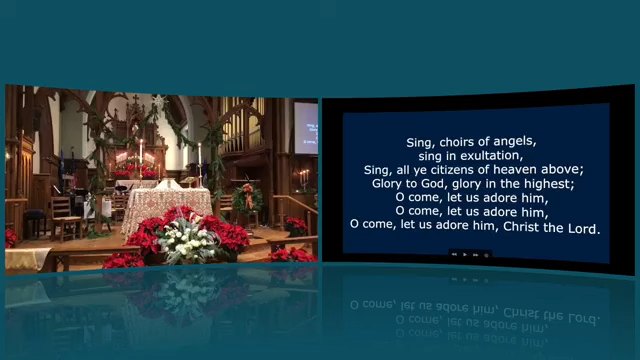 Sing, choirs of angels,
sing in exultation,
Sing, all ye citizens of heaven above;
Glory to God, glory in the highest;
O come, let us adore him,
O come, let us adore him,
O come, let us adore him, Christ the Lord.